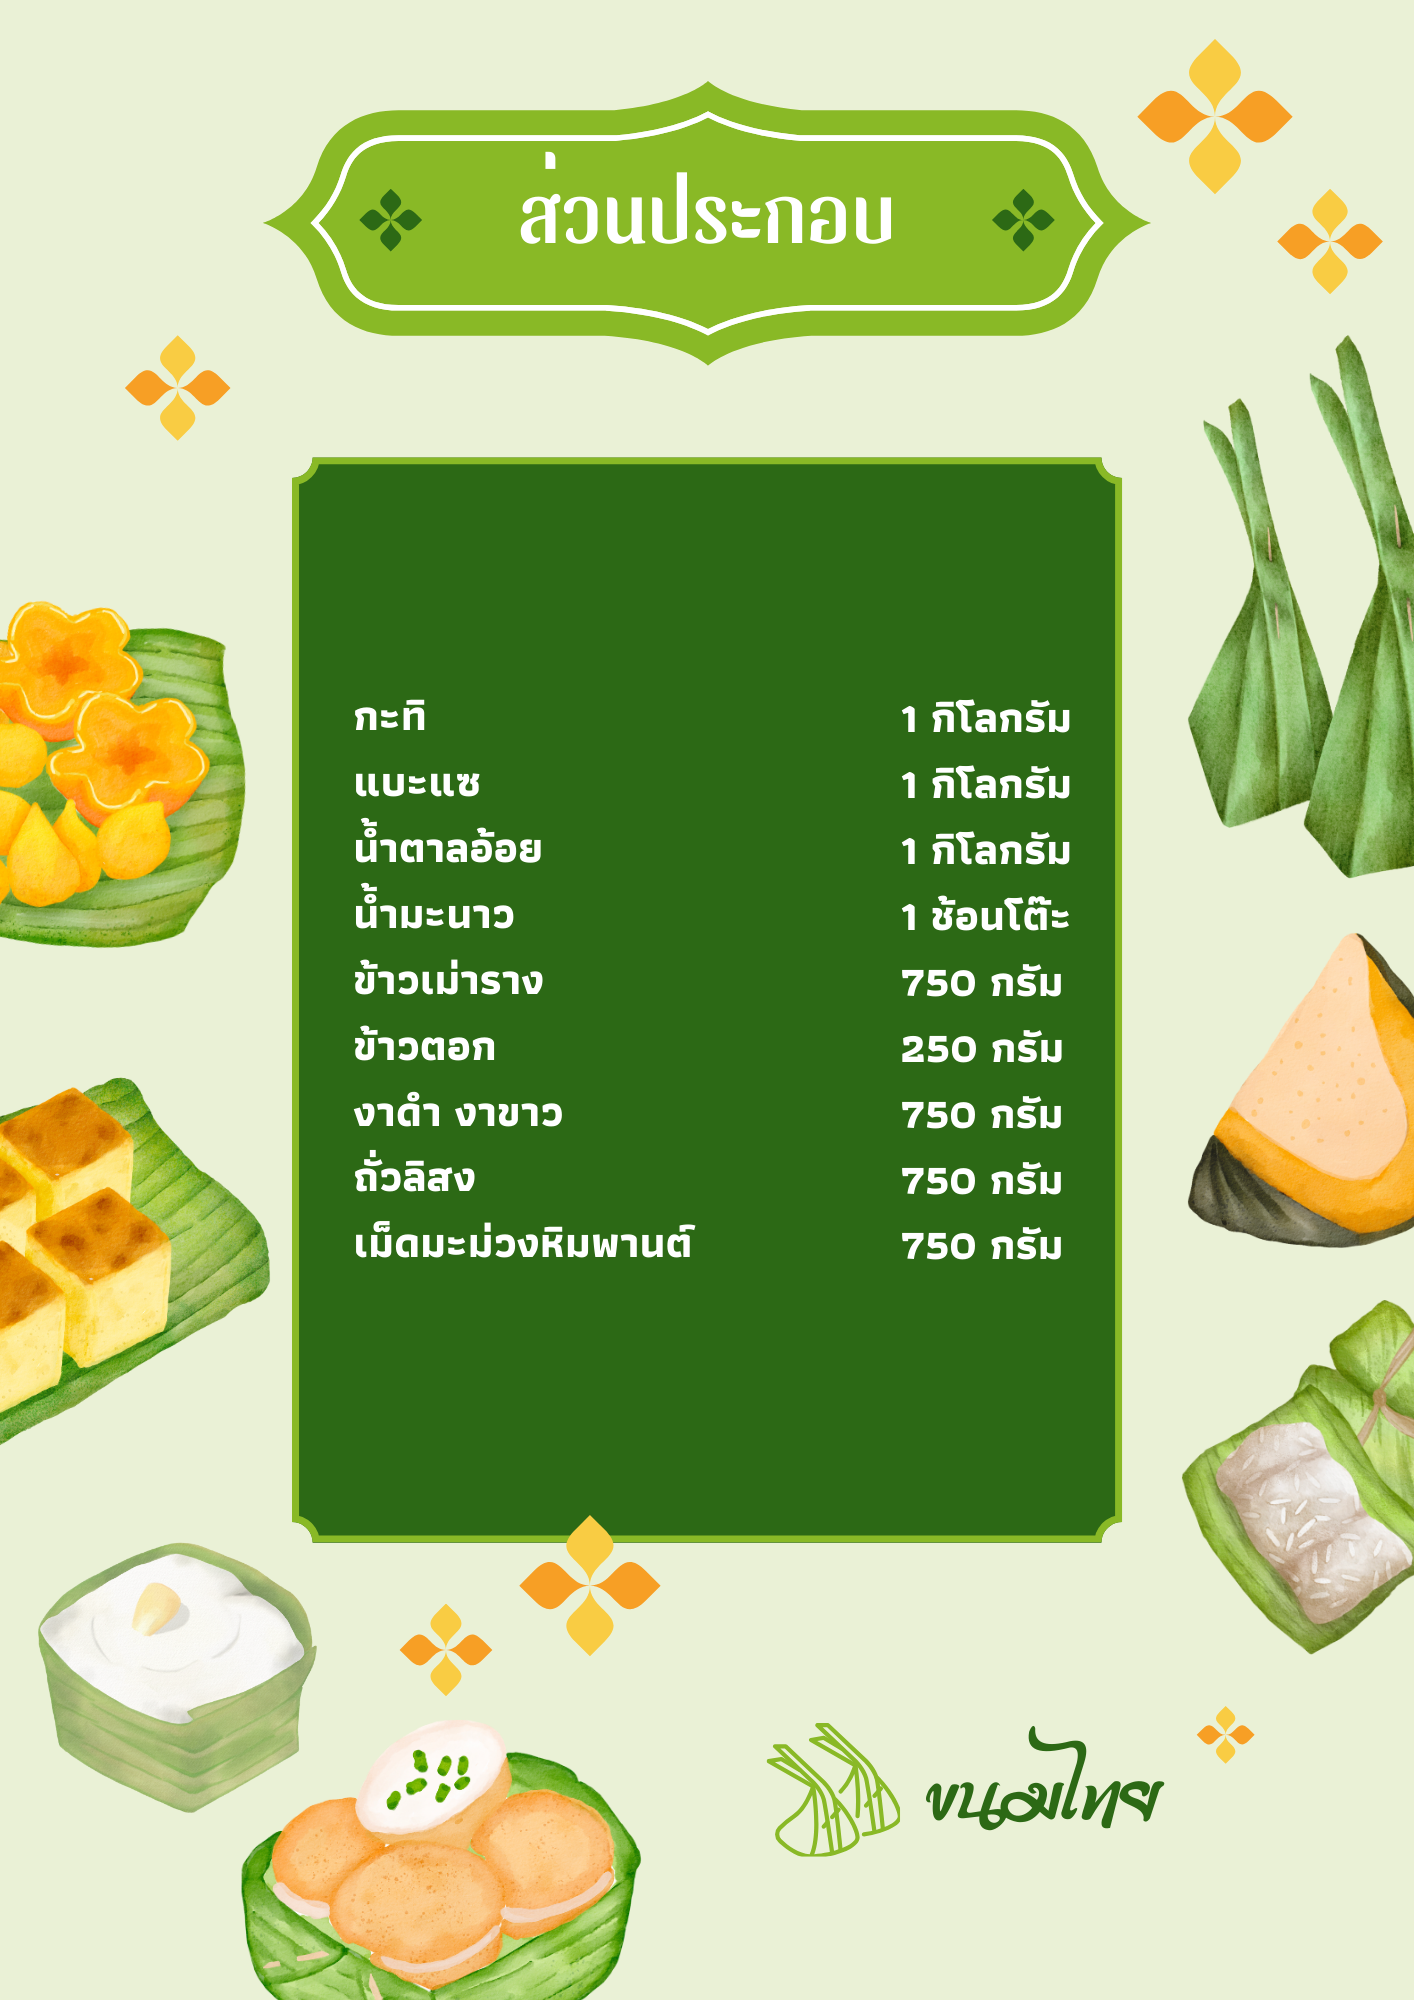 ส่วนประกอบ
กะทิ 1 กิโลกรัม
แบะแซ 1 กิโลกรัม
น้ำตาลอ้อย 1 กิโลกรัม
น้ำมะนาว 1 ช้อนโต๊ะ
ข้าวเม่าราง 750 กรัม
ข้าวตอก 250 กรัม
งาดำ งาขาว 750 กรัม
ถั่วลิสง 750 กรัม
เม็ดมะม่วงหิมพานต์ 750 กรัม
ขนมไทย